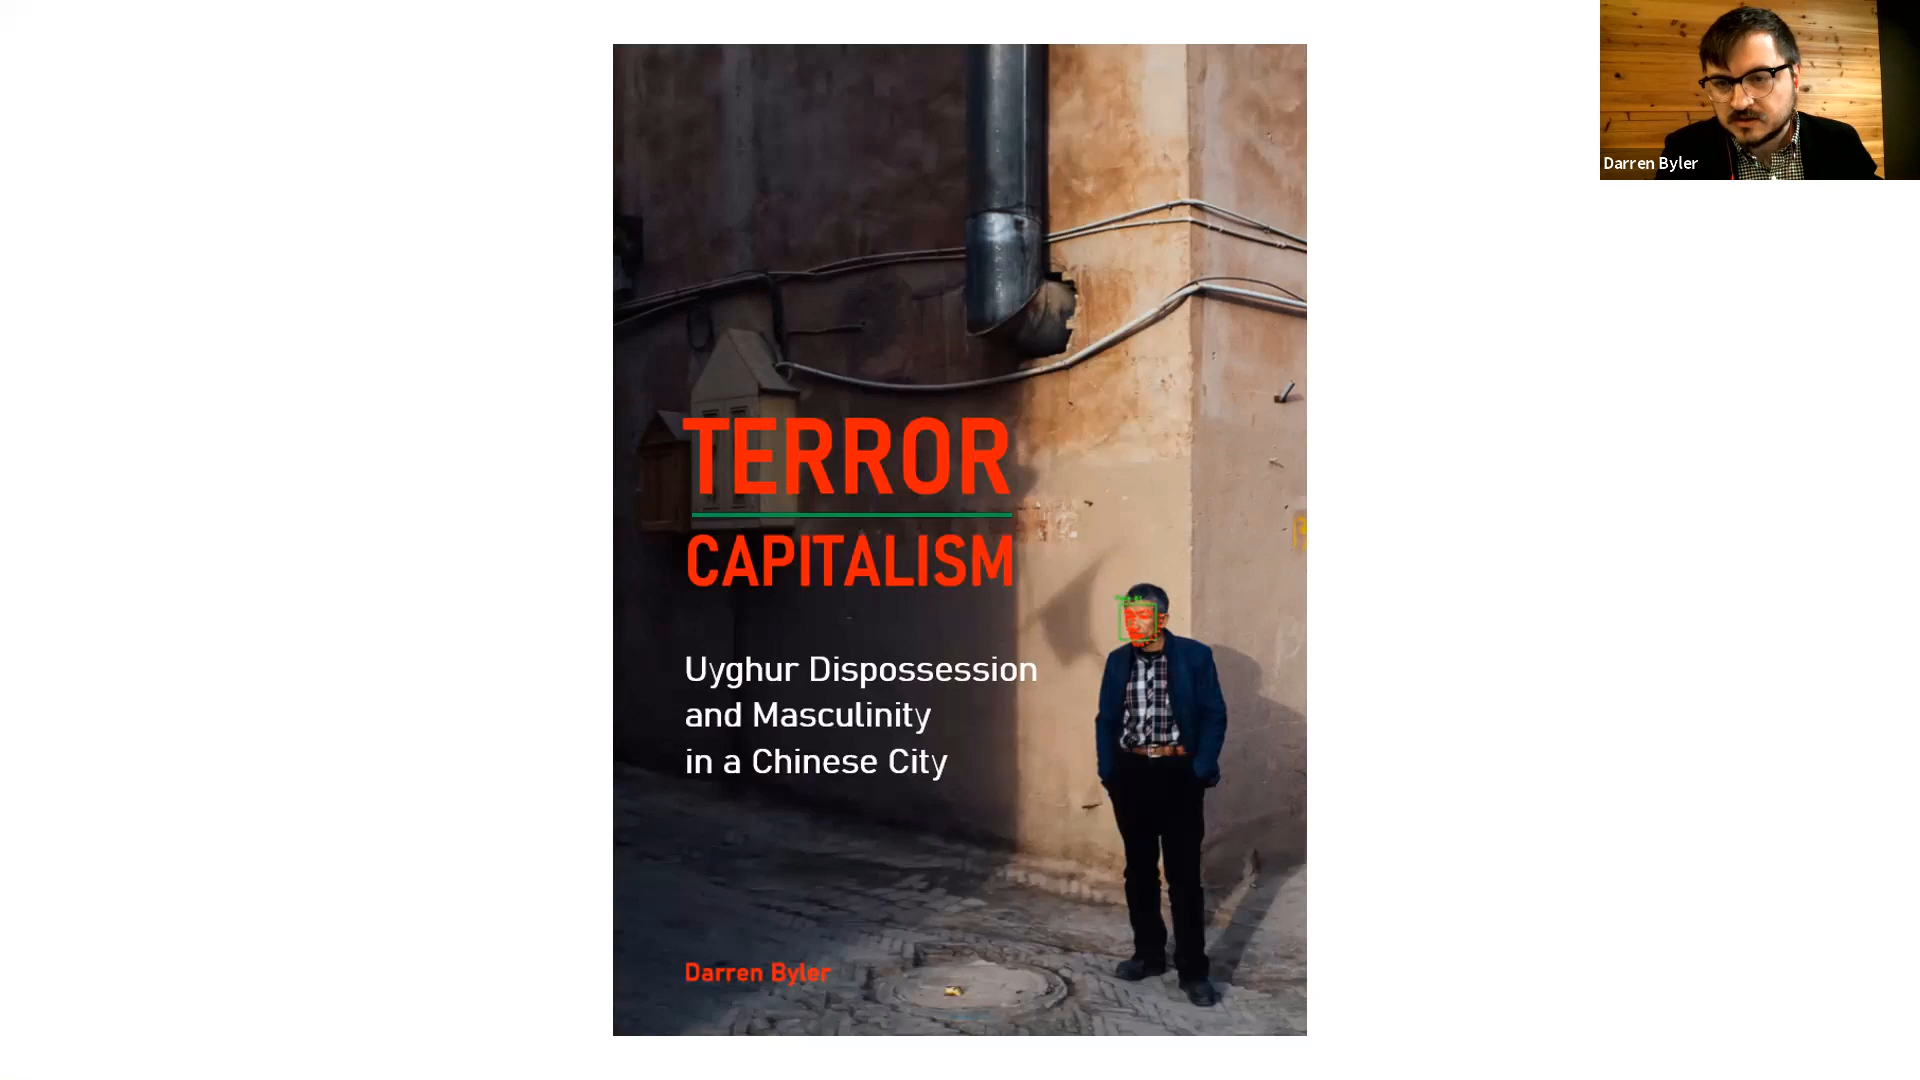 Darren Byler
TERROR
CAPITALISM
Uyghur Dispossession
and Masculinity
in a Chinese City
Darren Byler